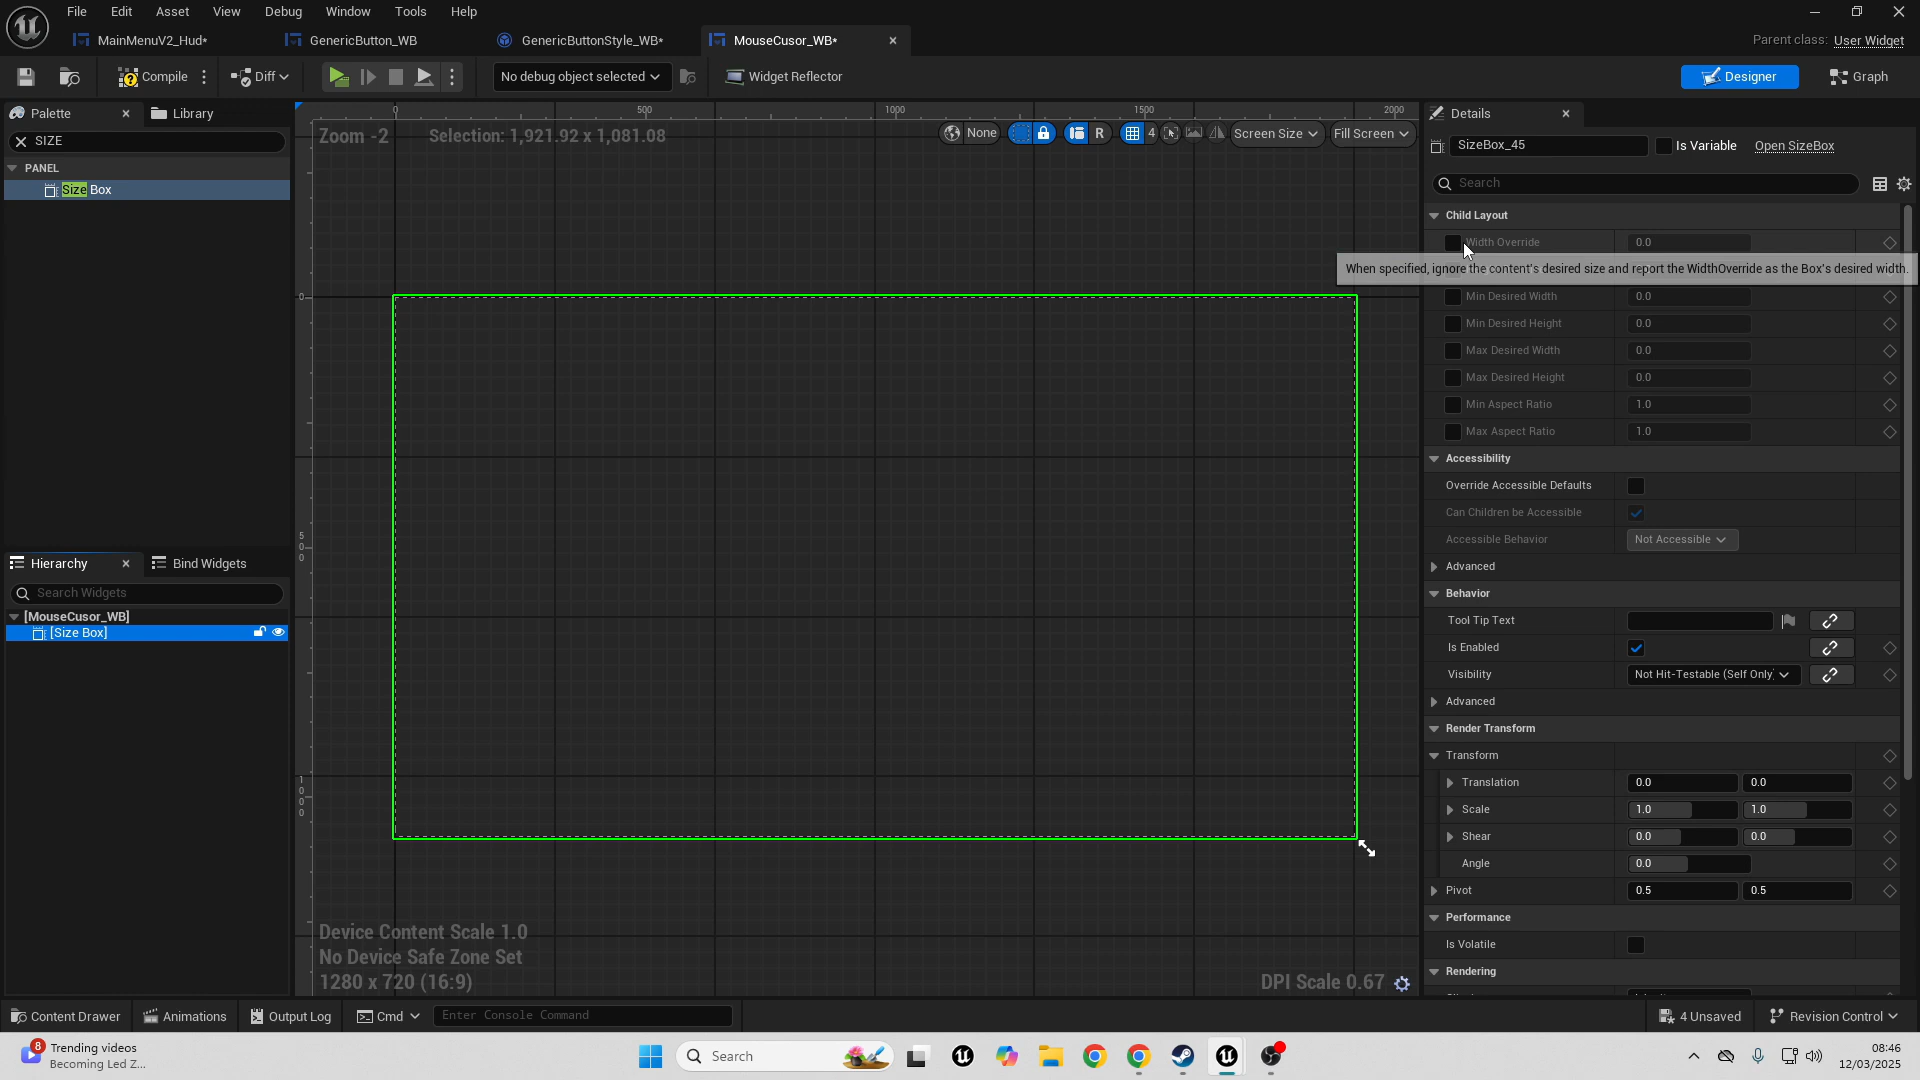 File Edit Asset View Debug Window Tools Help
MainMenuV2_Hud* GenericButton_WB GenericButtonStyle_WB* MouseCusor_WB* Parent class: User Widget
Compile Diff No debug object selected Widget Reflector Designer Graph
Palette Library
SIZE
PANEL
Size Box
Hierarchy Bind Widgets
Search Widgets
[MouseCusor_WB]
[Size Box]
0 500 1000 1500 2000
Zoom -2 Selection: 1,921.92 x 1,081.08 None R 4 Screen Size Fill Screen
0
5
0
0
1
0
0
0
Device Content Scale 1.0
No Device Safe Zone Set
1280 x 720 (16:9) DPI Scale 0.67
Details
SizeBox_45 Is Variable Open SizeBox
Search
Child Layout
Width Override 0.0
When specified, ignore the content's desired size and report the WidthOverride as the Box's desired width.
Min Desired Width 0.0
Min Desired Height 0.0
Max Desired Width 0.0
Max Desired Height 0.0
Min Aspect Ratio 1.0
Max Aspect Ratio 1.0
Accessibility
Override Accessible Defaults
Can Children be Accessible
Accessible Behavior Not Accessible
Advanced
Behavior
Tool Tip Text
Is Enabled
Visibility Not Hit-Testable (Self Only)
Advanced
Render Transform
Transform
Translation 0.0 0.0
Scale 1.0 1.0
Shear 0.0 0.0
Angle 0.0
Pivot 0.5 0.5
Performance
Is Volatile
Rendering
Content Drawer Animations Output Log Cmd Enter Console Command 4 Unsaved Revision Control
8 Trending videos
Becoming Led Z...
Search
08:46
12/03/2025